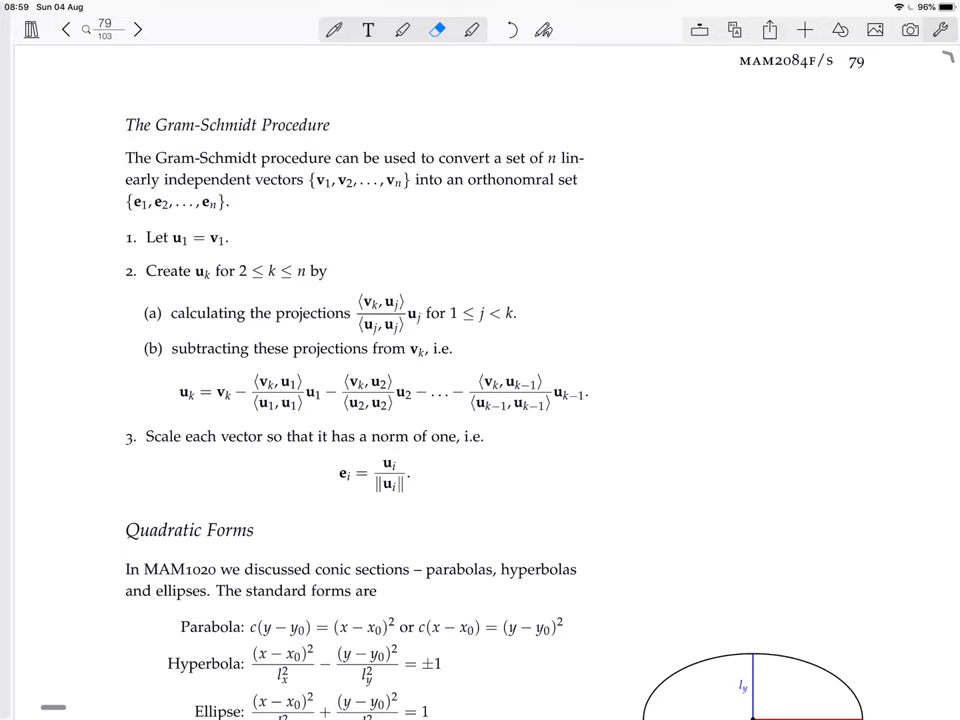 08:59 Sun 04 Aug 96%
79
103
T
MAM2084F/S 79
The Gram-Schmidt Procedure
The Gram-Schmidt procedure can be used to convert a set of n lin-
early independent vectors {v₁, v₂, . . . , vₙ} into an orthonomral set
{e₁, e₂, . . . , eₙ}.
1. Let u₁ = v₁.
2. Create uₖ for 2 ≤ k ≤ n by
(a) calculating the projections ⟨vₖ, uⱼ⟩/⟨uⱼ, uⱼ⟩ uⱼ for 1 ≤ j < k.
(b) subtracting these projections from vₖ, i.e.
uₖ = vₖ − ⟨vₖ, u₁⟩/⟨u₁, u₁⟩ u₁ − ⟨vₖ, u₂⟩/⟨u₂, u₂⟩ u₂ − . . . − ⟨vₖ, uₖ₋₁⟩/⟨uₖ₋₁, uₖ₋₁⟩ uₖ₋₁.
3. Scale each vector so that it has a norm of one, i.e.
eᵢ = uᵢ/‖uᵢ‖.
Quadratic Forms
In MAM1020 we discussed conic sections – parabolas, hyperbolas
and ellipses. The standard forms are
Parabola: c(y − y₀) = (x − x₀)² or c(x − x₀) = (y − y₀)²
Hyperbola: (x − x₀)²/lₓ² − (y − y₀)²/l_y² = ±1
Ellipse: (x − x₀)² + (y − y₀)² = 1
l_y